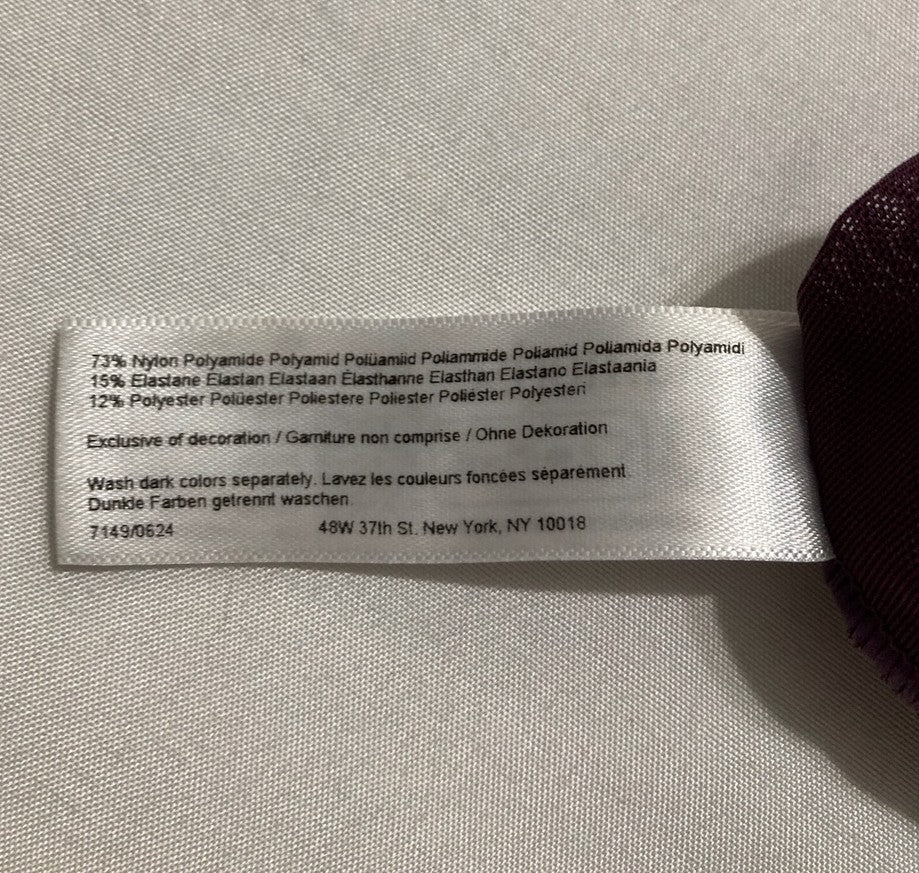 73% Nylon Polyamide Polyamid Polüamiid Poliammide Poliamid Poliamida Polyamidi
15% Elastane Elastan Elastaan Élasthanne Elasthan Elastano Elastaania
12% Polyester Polüester Poliestere Poliester Poliéster Polyesteri
Exclusive of decoration / Garniture non comprise / Ohne Dekoration
Wash dark colors separately. Lavez les couleurs foncées séparément.
Dunkle Farben getrennt waschen.
7149/0624 48W 37th St. New York, NY 10018